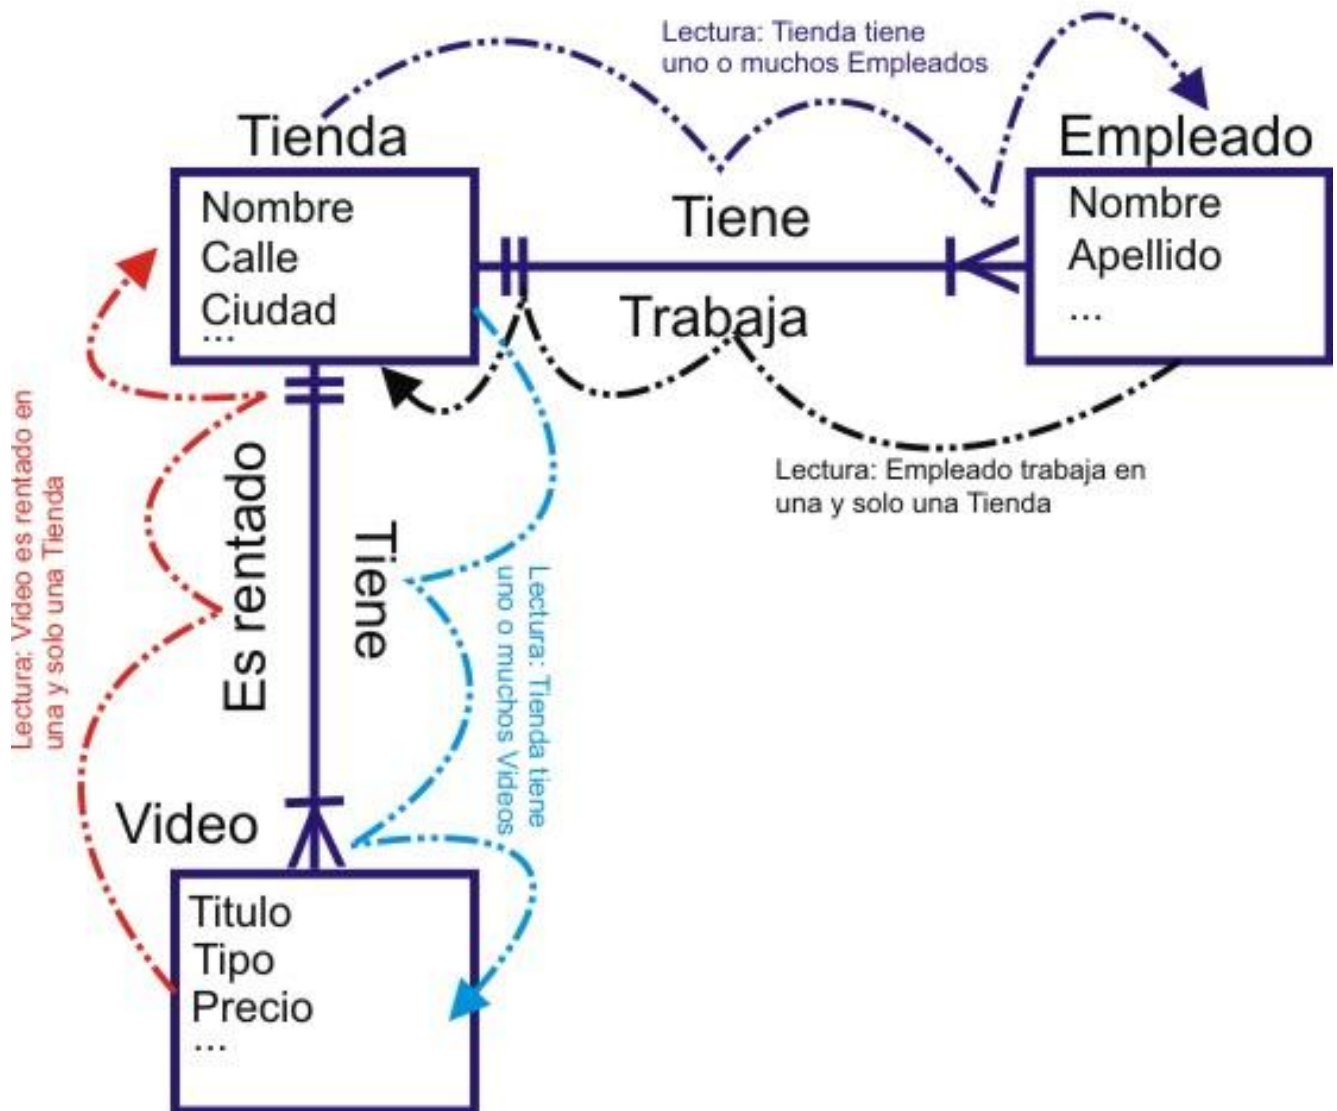 Lectura: Tienda tiene
uno o muchos Empleados
Tienda
Empleado
Nombre
Calle
Ciudad
...
Tiene
Trabaja
Nombre
Apellido
...
Lectura: Empleado trabaja en
una y solo una Tienda
Lectura: Video es rentado en
una y solo una Tienda
Es rentado
Tiene
Lectura: Tienda tiene
uno o muchos Videos
Video
Titulo
Tipo
Precio
...